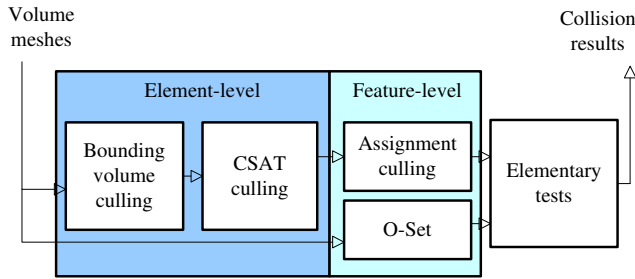 Volume
meshes
Collision
results
Element-level
Feature-level
Bounding
volume
culling
CSAT
culling
Assignment
culling
O-Set
Elementary
tests